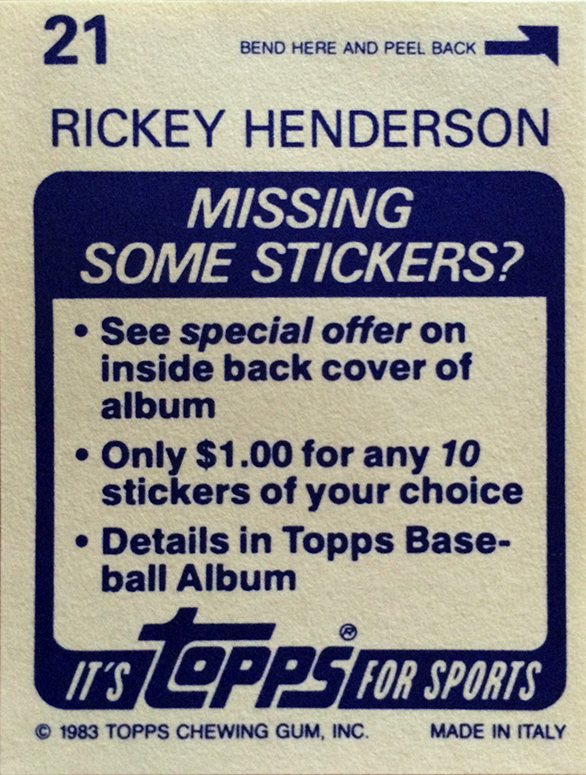 21
BEND HERE AND PEEL BACK
RICKEY HENDERSON
MISSING
SOME STICKERS?
• See special offer on
inside back cover of
album
• Only $1.00 for any 10
stickers of your choice
• Details in Topps Base-
ball Album
IT'S TOPPS® FOR SPORTS
© 1983 TOPPS CHEWING GUM, INC. MADE IN ITALY